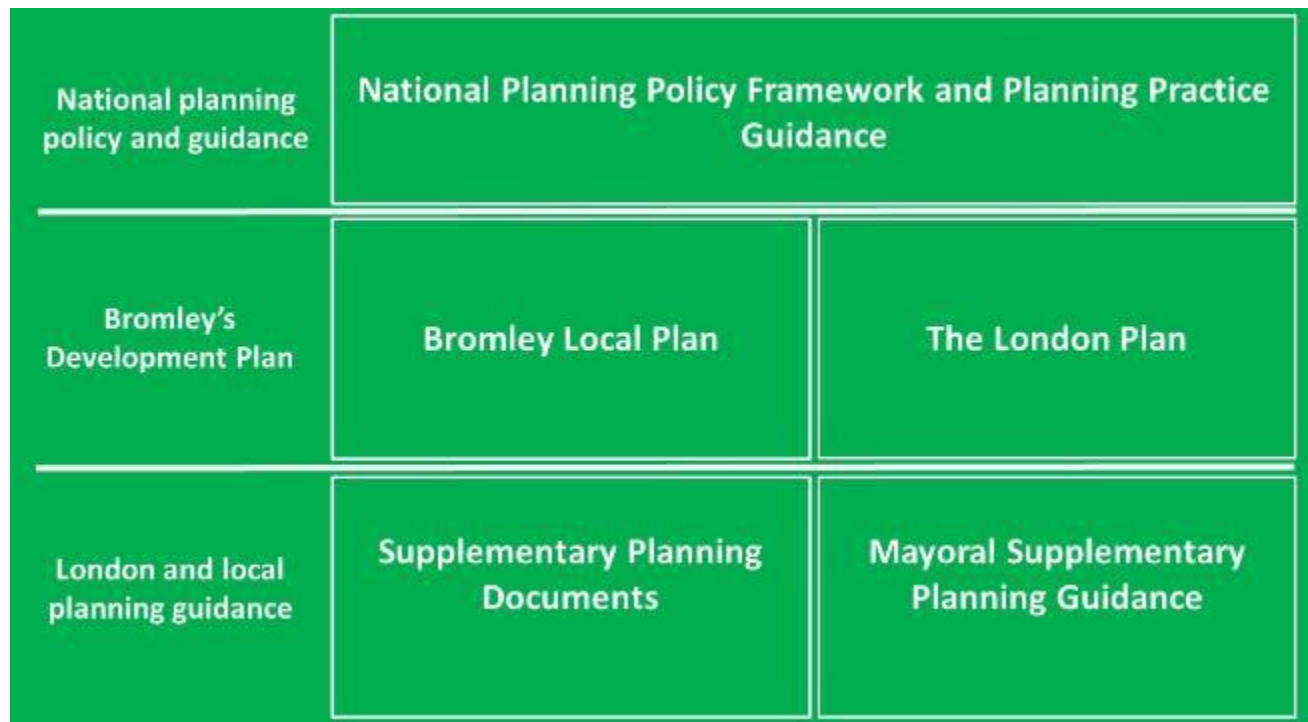 National planning
policy and guidance
National Planning Policy Framework and Planning Practice
Guidance
Bromley’s
Development Plan
Bromley Local Plan
The London Plan
London and local
planning guidance
Supplementary Planning
Documents
Mayoral Supplementary
Planning Guidance